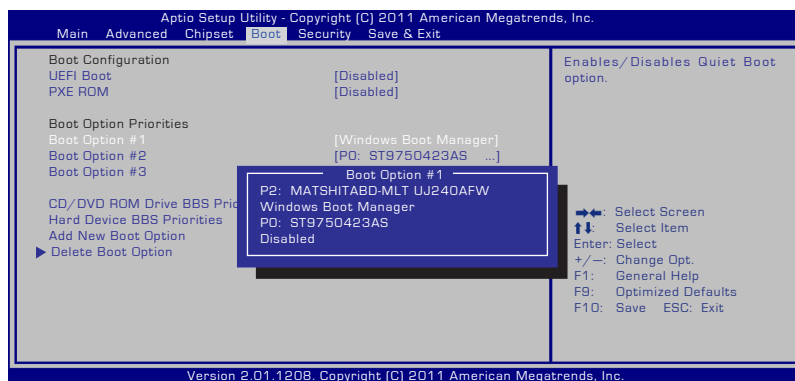 Aptio Setup Utility - Copyright (C) 2011 American Megatrends, Inc.
Main Advanced Chipset Boot Security Save & Exit
Boot Configuration
UEFI Boot [Disabled]
PXE ROM [Disabled]
Boot Option Priorities
Boot Option #1 [Windows Boot Manager]
Boot Option #2 [P0: ST9750423AS ...]
Boot Option #3
CD/DVD ROM Drive BBS Prio
Hard Device BBS Priorities
Add New Boot Option
Delete Boot Option
Boot Option #1
P2: MATSHITABD-MLT UJ240AFW
Windows Boot Manager
P0: ST9750423AS
Disabled
Enables/Disables Quiet Boot
option.
→←: Select Screen
↑↓: Select Item
Enter: Select
+/—: Change Opt.
F1: General Help
F9: Optimized Defaults
F10: Save ESC: Exit
Version 2.01.1208. Copyright (C) 2011 American Megatrends, Inc.